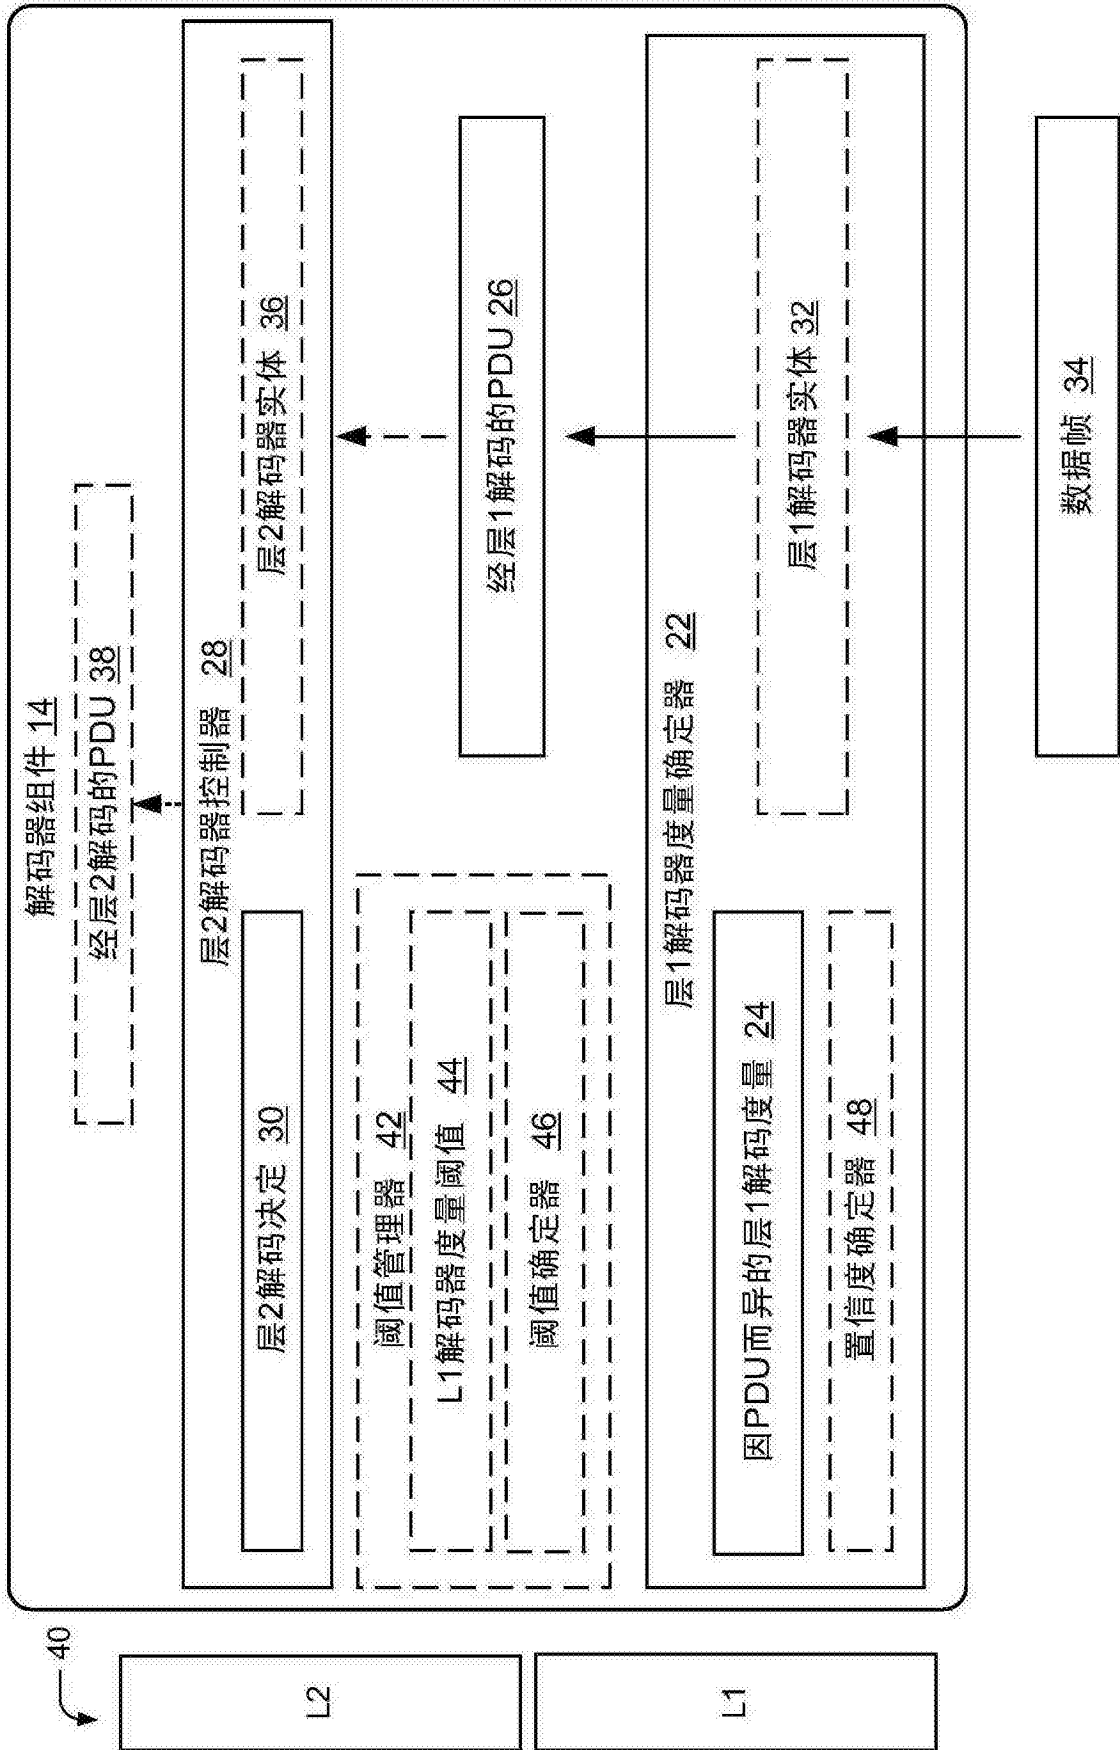 40
L2
L1
解码器组件 14
经层2解码的PDU 38
层2解码器控制器 28
层2解码决定 30
层2解码器实体 36
阈值管理器 42
L1解码器度量阈值 44
阈值确定器 46
经层1解码的PDU 26
层1解码器度量确定器 22
因PDU而异的层1解码度量 24
置信度确定器 48
层1解码器实体 32
数据帧 34